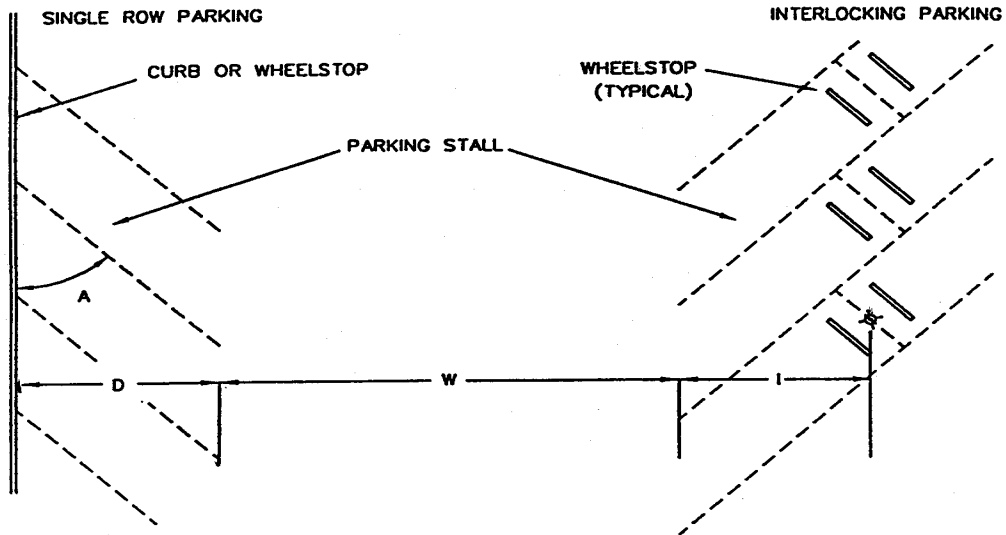 SINGLE ROW PARKING
INTERLOCKING PARKING
CURB OR WHEELSTOP
WHEELSTOP
(TYPICAL)
PARKING STALL
A
D
W
I